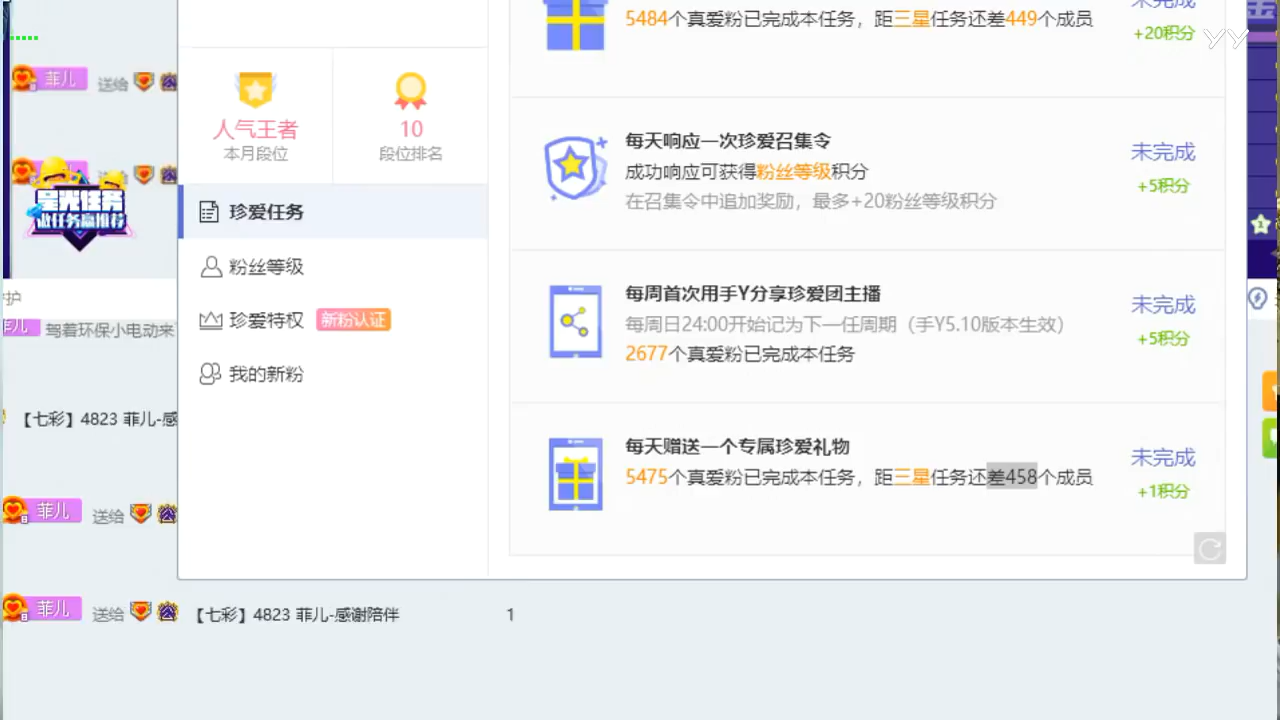 未完成
5484个真爱粉已完成本任务，距三星任务还差449个成员
+20积分
YY
菲儿
送给
人气王者
本月段位
10
段位排名
每天响应一次珍爱召集令
成功响应可获得粉丝等级积分
在召集令中追加奖励，最多+20粉丝等级积分
未完成
+5积分
做任务赢推荐
珍爱任务
粉丝等级
珍爱特权
新粉认证
我的新粉
护
菲儿
驾着环保小电动来
每周首次用手Y分享珍爱团主播
每周日24:00开始记为下一任周期（手Y5.10版本生效）
2677个真爱粉已完成本任务
未完成
+5积分
【七彩】4823 菲儿-感
每天赠送一个专属珍爱礼物
5475个真爱粉已完成本任务，距三星任务还差458个成员
未完成
+1积分
菲儿
送给
菲儿
送给
【七彩】4823 菲儿-感谢陪伴
1